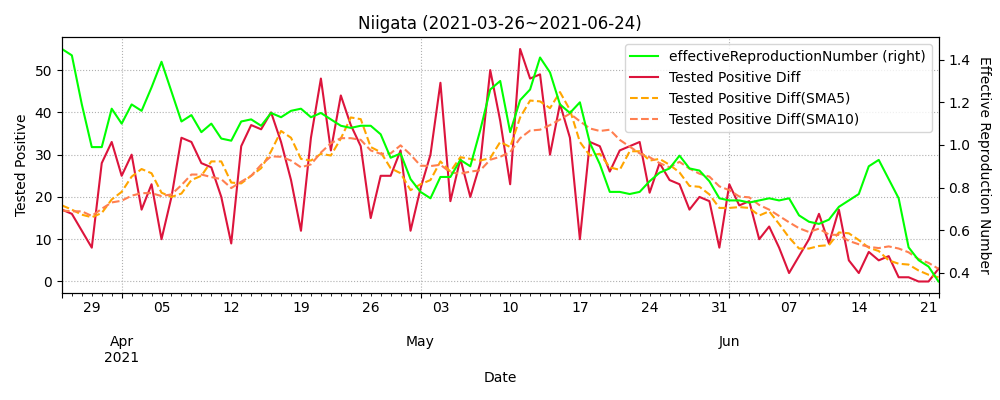 Niigata (2021-03-26~2021-06-24)
effectiveReproductionNumber (right)
Tested Positive Diff
Tested Positive Diff(SMA5)
Tested Positive Diff(SMA10)
Tested Positive
50
40
30
20
10
0
1.4
1.2
1.0
0.8
0.6
0.4
Effective Reproduction Number
29 05 12 19 26 03 10 17 24 31 07 14 21
Apr May Jun
2021
Date